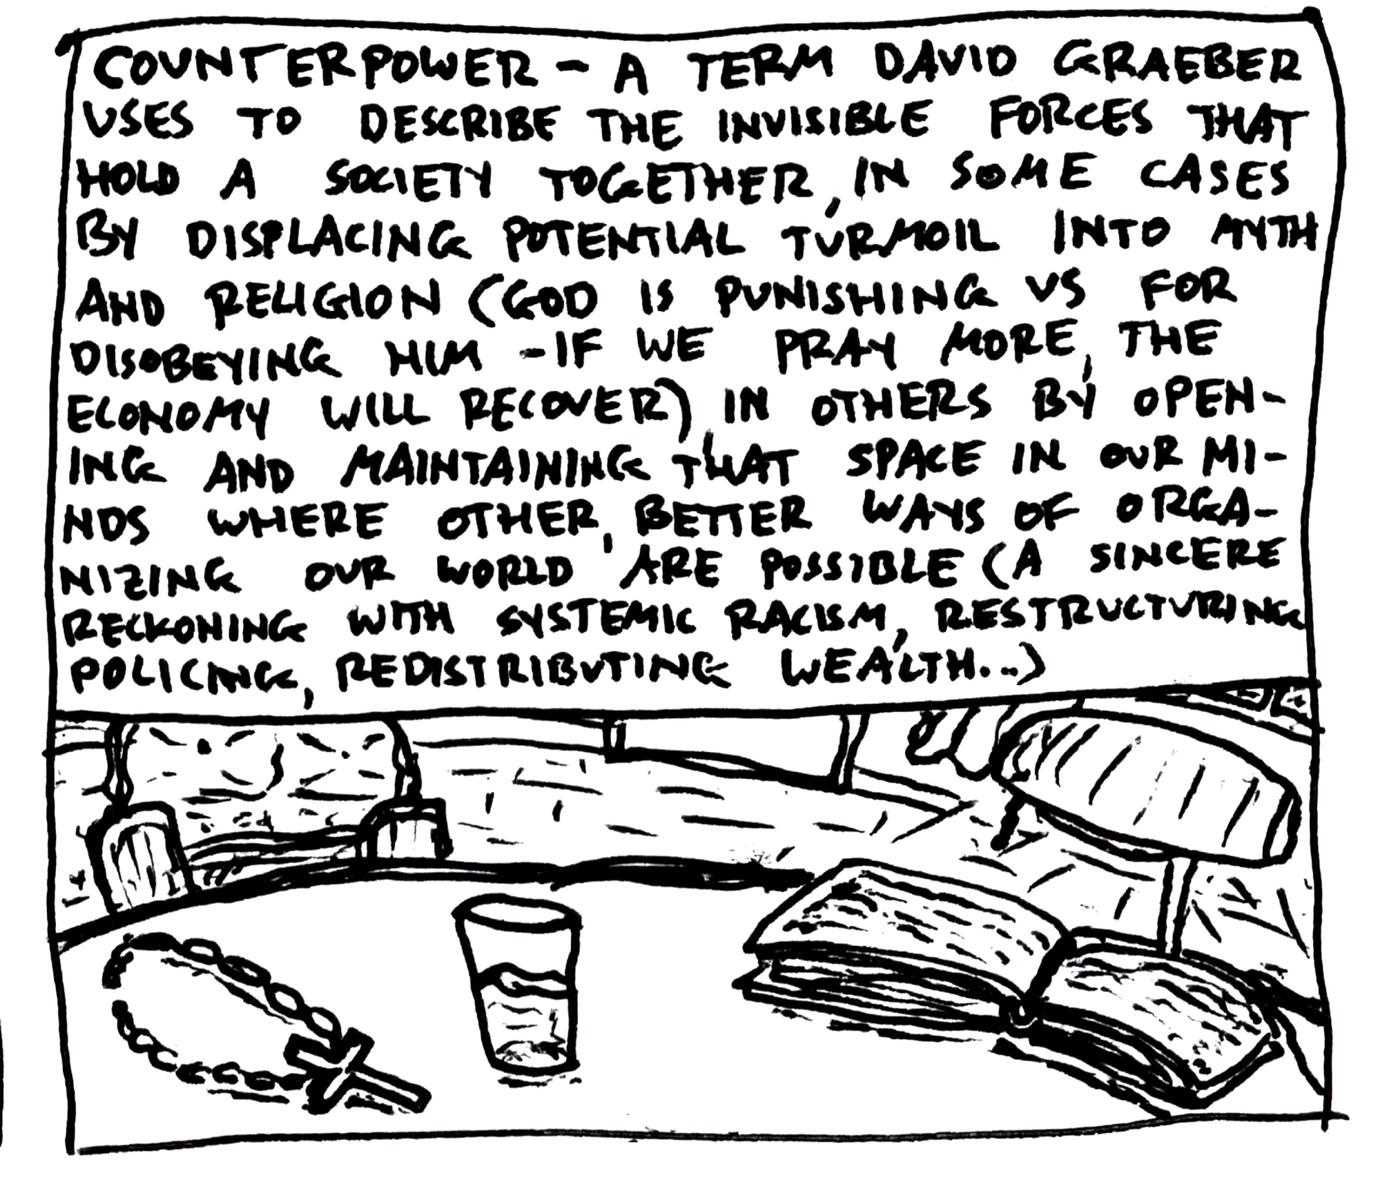 COUNTERPOWER - A TERM DAVID GRAEBER
USES TO DESCRIBE THE INVISIBLE FORCES THAT
HOLD A SOCIETY TOGETHER, IN SOME CASES
BY DISPLACING POTENTIAL TURMOIL INTO MYTH
AND RELIGION (GOD IS PUNISHING US FOR
DISOBEYING HIM - IF WE PRAY MORE, THE
ECONOMY WILL RECOVER), IN OTHERS BY OPEN-
ING AND MAINTAINING THAT SPACE IN OUR MI-
NDS WHERE OTHER, BETTER WAYS OF ORGA-
NIZING OUR WORLD ARE POSSIBLE (A SINCERE
RECKONING WITH SYSTEMIC RACISM, RESTRUCTURING
POLICING, REDISTRIBUTING WEALTH...)